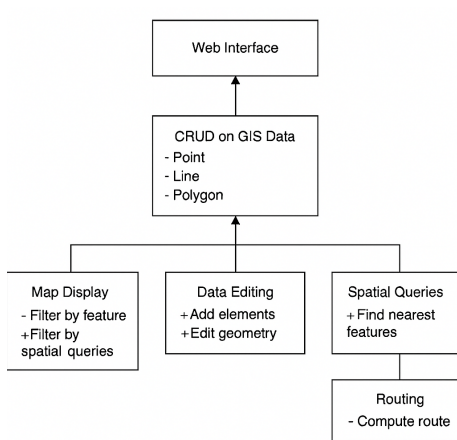 Web Interface
CRUD on GIS Data
- Point
- Line
- Polygon
Map Display
- Filter by feature
+Filter by
spatial queries
Data Editing
+Add elements
+Edit geometry
Spatial Queries
+ Find nearest
features
Routing
- Compute route